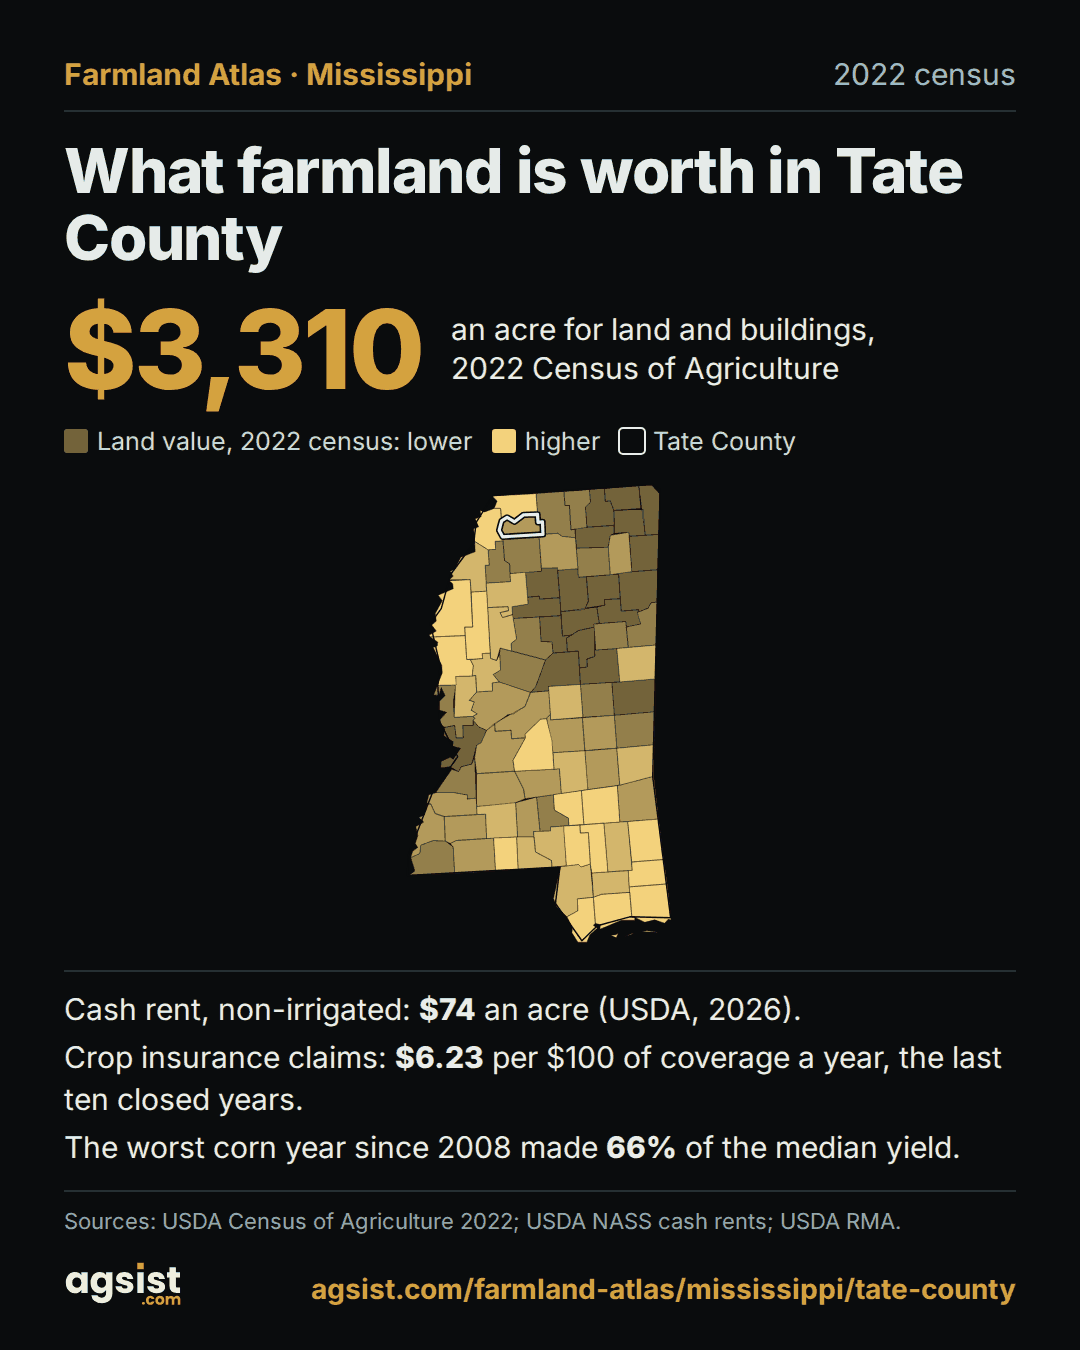 Farmland Atlas · Mississippi
2022 census
What farmland is worth in Tate
County
$3,310
an acre for land and buildings,
2022 Census of Agriculture
Land value, 2022 census: lower
higher
Tate County
Cash rent, non-irrigated: $74 an acre (USDA, 2026).
Crop insurance claims: $6.23 per $100 of coverage a year, the last
ten closed years.
The worst corn year since 2008 made 66% of the median yield.
Sources: USDA Census of Agriculture 2022; USDA NASS cash rents; USDA RMA.
agsist
.com
agsist.com/farmland-atlas/mississippi/tate-county